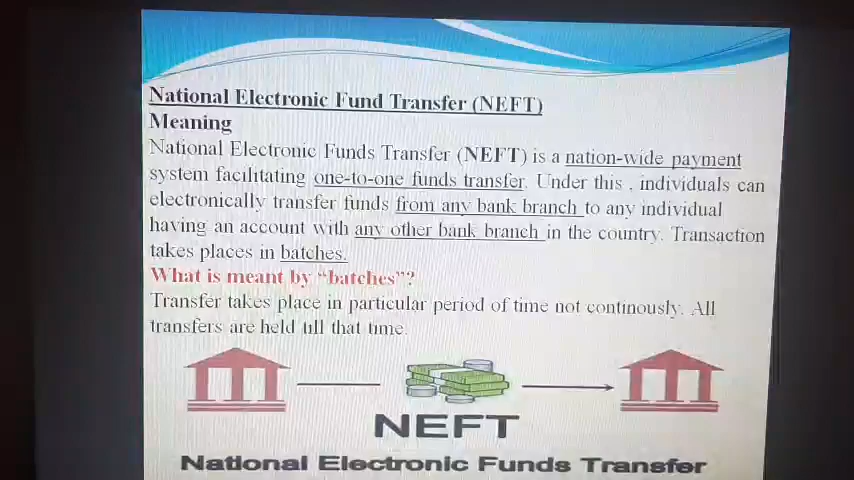 National Electronic Fund Transfer (NEFT)
Meaning
National Electronic Funds Transfer (NEFT) is a nation-wide payment
system facilitating one-to-one funds transfer. Under this , individuals can
electronically transfer funds from any bank branch to any individual
having an account with any other bank branch in the country. Transaction
takes places in batches.
What is meant by “batches”?
Transfer takes place in particular period of time not continously. All
transfers are held till that time.
NEFT
National Electronic Funds Transfer